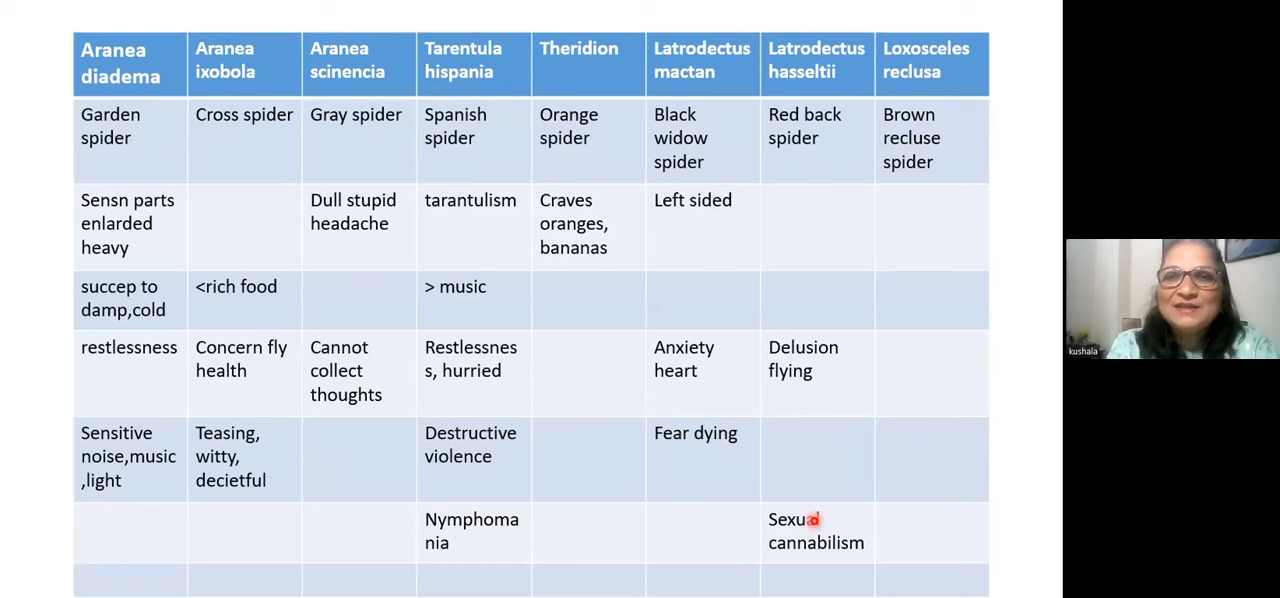 Aranea diadema
Aranea ixobola
Aranea scinencia
Tarentula hispania
Theridion
Latrodectus mactan
Latrodectus hasseltii
Loxosceles reclusa
Garden spider
Cross spider
Gray spider
Spanish spider
Orange spider
Black widow spider
Red back spider
Brown recluse spider
Sensn parts enlarded heavy
Dull stupid headache
tarantulism
Craves oranges, bananas
Left sided
succep to damp,cold
<rich food
> music
restlessness
Concern fly health
Cannot collect thoughts
Restlessnes s, hurried
Anxiety heart
Delusion flying
Sensitive noise,music ,light
Teasing, witty, decietful
Destructive violence
Fear dying
Nymphoma nia
Sexual cannabilism
kushala